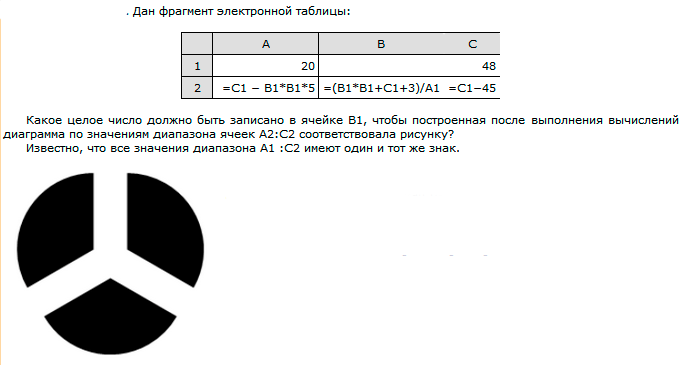 . Дан фрагмент электронной таблицы:
A B C
1 20 48
2 =C1 − B1*B1*5 =(B1*B1+C1+3)/A1 =C1−45
Какое целое число должно быть записано в ячейке B1, чтобы построенная после выполнения вычислений
диаграмма по значениям диапазона ячеек A2:C2 соответствовала рисунку?
Известно, что все значения диапазона A1 :C2 имеют один и тот же знак.